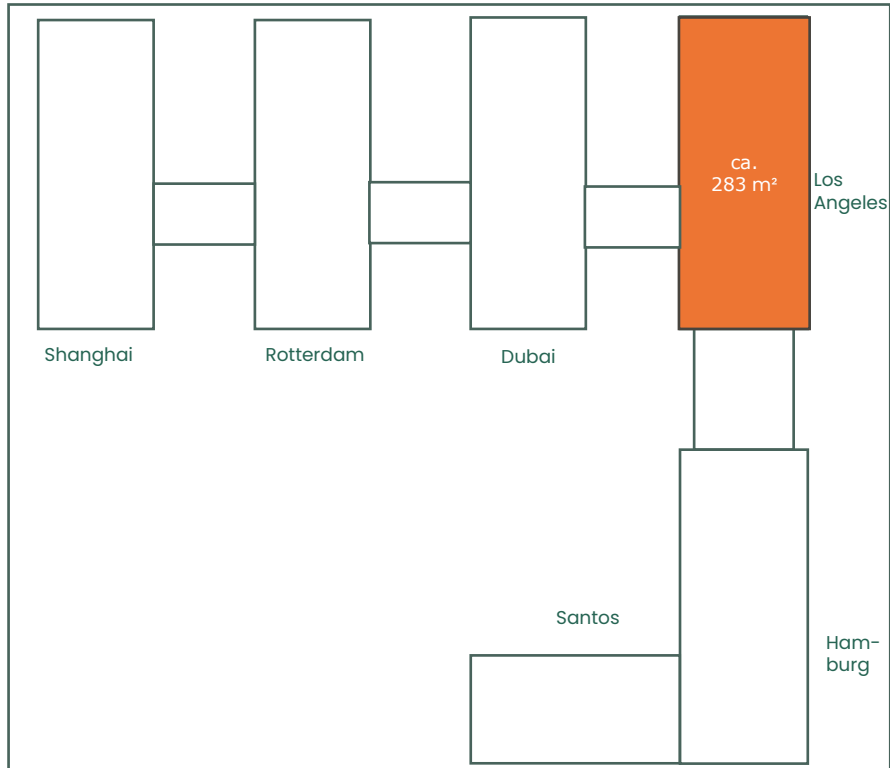 ca.
283 m²
Los
Angeles
Shanghai
Rotterdam
Dubai
Santos
Ham-
burg